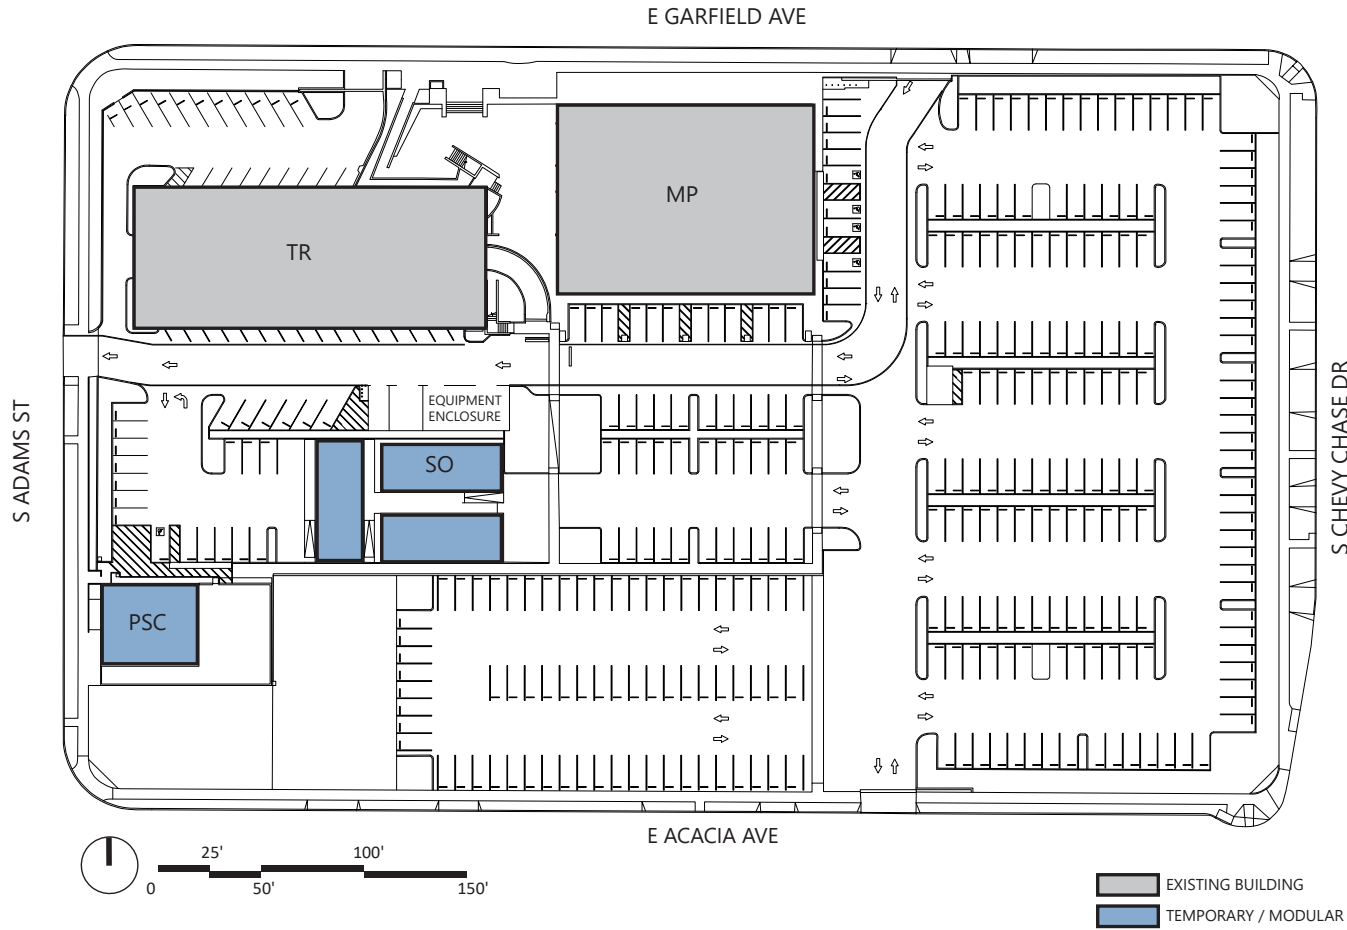 E GARFIELD AVE
MP
TR
S ADAMS ST
S CHEVY CHASE DR
EQUIPMENT
ENCLOSURE
SO
PSC
E ACACIA AVE
25' 100'
0 50' 150'
EXISTING BUILDING
TEMPORARY / MODULAR